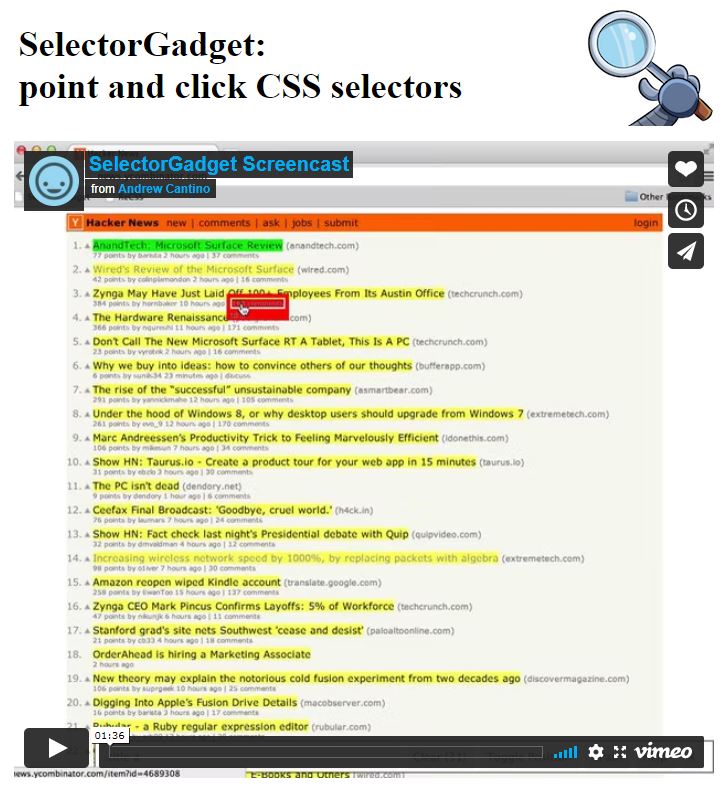 SelectorGadget:
point and click CSS selectors
SelectorGadget Screencast
from Andrew Cantino
Other
Y Hacker News new | comments | ask | jobs | submit login
1. AnandTech: Microsoft Surface Review (anandtech.com)
77 points by barista 2 hours ago | 37 comments
2. Wired's Review of the Microsoft Surface (wired.com)
42 points by colinplamondon 2 hours ago | 16 comments
3. Zynga May Have Just Laid Off 100+ Employees From Its Austin Office (techcrunch.com)
384 points by hornbaker 10 hours ago
4. The Hardware Renaissance
366 points by nqureshi 11 hours ago | 171 comments
5. Don't Call The New Microsoft Surface RT A Tablet, This Is A PC (techcrunch.com)
23 points by vyrotek 2 hours ago | 16 comments
6. Why we buy into ideas: how to convince others of our thoughts (bufferapp.com)
6 points by sunik34 23 minutes ago | discuss
7. The rise of the “successful” unsustainable company (asmartbear.com)
291 points by yannickmahe 12 hours ago | 105 comments
8. Under the hood of Windows 8, or why desktop users should upgrade from Windows 7 (extremetech.com)
261 points by evo_9 12 hours ago | 170 comments
9. Marc Andreessen's Productivity Trick to Feeling Marvelously Efficient (idonethis.com)
106 points by mikesun 7 hours ago | 34 comments
10. Show HN: Taurus.io - Create a product tour for your web app in 15 minutes (taurus.io)
31 points by 3 hours ago | 30 comments
11. The PC isn't dead (dendory.net)
9 points by dendory 1 hour ago | 6 comments
12. Ceefax Final Broadcast: 'Goodbye, cruel world.' (h4ck.in)
76 points by laumars 7 hours ago | 24 comments
13. Show HN: Fact check last night's Presidential debate with Quip (quipvideo.com)
32 points by dmvaldman 4 hours ago | 12 comments
14. Increasing wireless network speed by 1000%, by replacing packets with algebra (extremetech.com)
98 points by o1iver 7 hours ago | 30 comments
15. Amazon reopen wiped Kindle account (translate.google.com)
258 points by EwanToo 15 hours ago | 137 comments
16. Zynga CEO Mark Pincus Confirms Layoffs: 5% of Workforce (techcrunch.com)
47 points by nikunjk 6 hours ago | 11 comments
17. Stanford grad's site nets Southwest 'cease and desist' (paloaltoonline.com)
21 points by cb33 4 hours ago | 18 comments
18. OrderAhead is hiring a Marketing Associate
2 hours ago
19. New theory may explain the notorious cold fusion experiment from two decades ago (discovermagazine.com)
106 points by suprgeek 10 hours ago | 25 comments
20. Digging Into Apple's Fusion Drive Details (macobserver.com)
16 points by barista 3 hours ago | 17 comments
21. Rubular - a Ruby regular expression editor (rubular.com)
01:36
vimeo
news.ycombinator.com/item?id=4689308
E-Books and Others (wired.com)